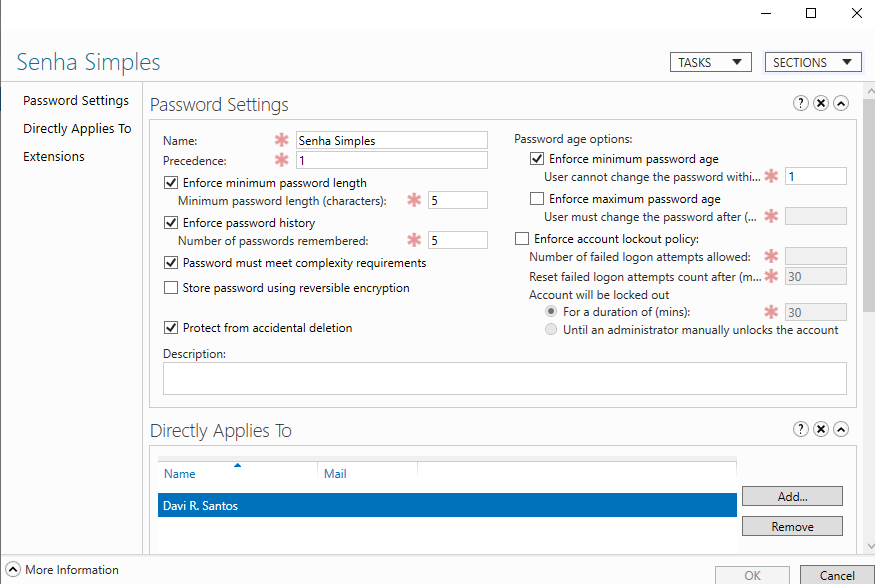 Senha Simples
TASKS
SECTIONS
Password Settings
Directly Applies To
Extensions
Password Settings
Name:
Senha Simples
Precedence:
1
Enforce minimum password length
Minimum password length (characters):
5
Enforce password history
Number of passwords remembered:
5
Password must meet complexity requirements
Store password using reversible encryption
Protect from accidental deletion
Password age options:
Enforce minimum password age
User cannot change the password withi...
1
Enforce maximum password age
User must change the password after (...
Enforce account lockout policy:
Number of failed logon attempts allowed:
Reset failed logon attempts count after (m...
30
Account will be locked out
For a duration of (mins):
30
Until an administrator manually unlocks the account
Description:
Directly Applies To
Name
Mail
Davi R. Santos
Add...
Remove
More Information
OK
Cancel